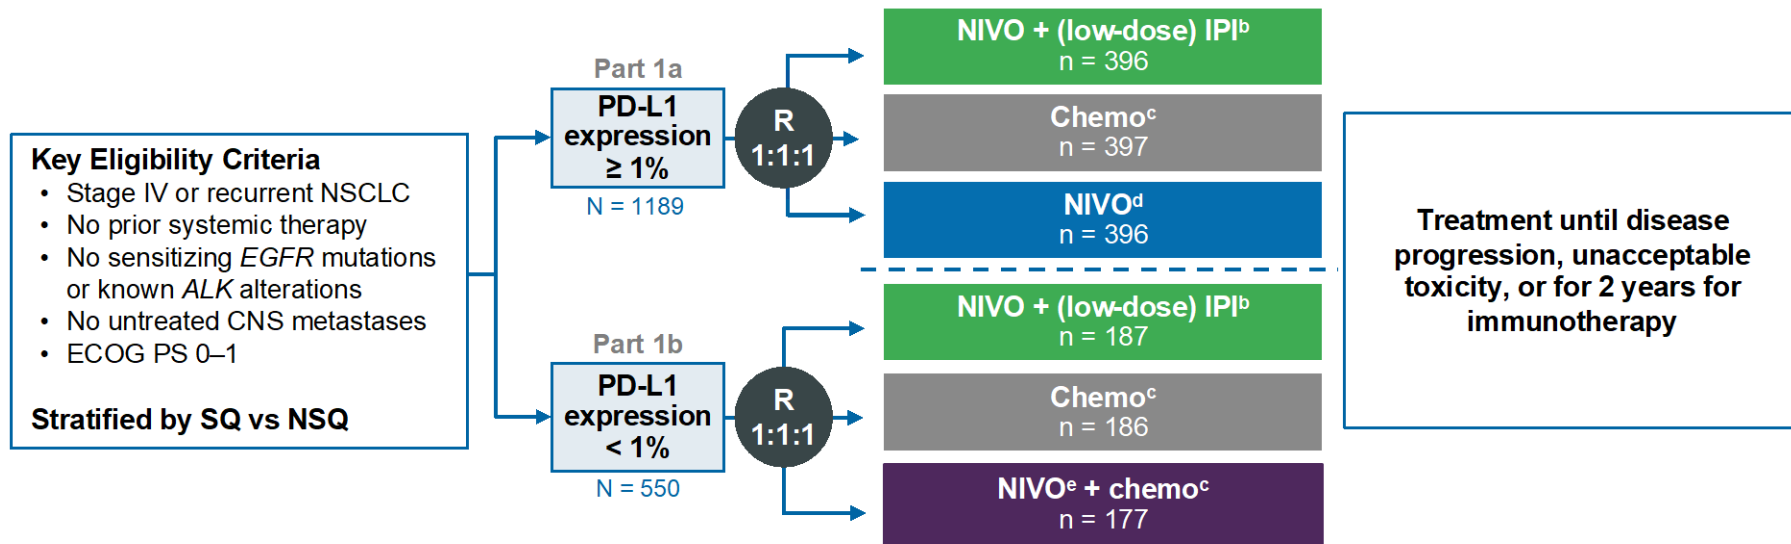 Key Eligibility Criteria
• Stage IV or recurrent NSCLC
• No prior systemic therapy
• No sensitizing EGFR mutations
or known ALK alterations
• No untreated CNS metastases
• ECOG PS 0–1
Stratified by SQ vs NSQ
Part 1a
PD-L1
expression
≥ 1%
N = 1189
R
1:1:1
NIVO + (low-dose) IPIᵇ
n = 396
Chemoᶜ
n = 397
NIVOᵈ
n = 396
Part 1b
PD-L1
expression
< 1%
N = 550
R
1:1:1
NIVO + (low-dose) IPIᵇ
n = 187
Chemoᶜ
n = 186
NIVOᵉ + chemoᶜ
n = 177
Treatment until disease
progression, unacceptable
toxicity, or for 2 years for
immunotherapy